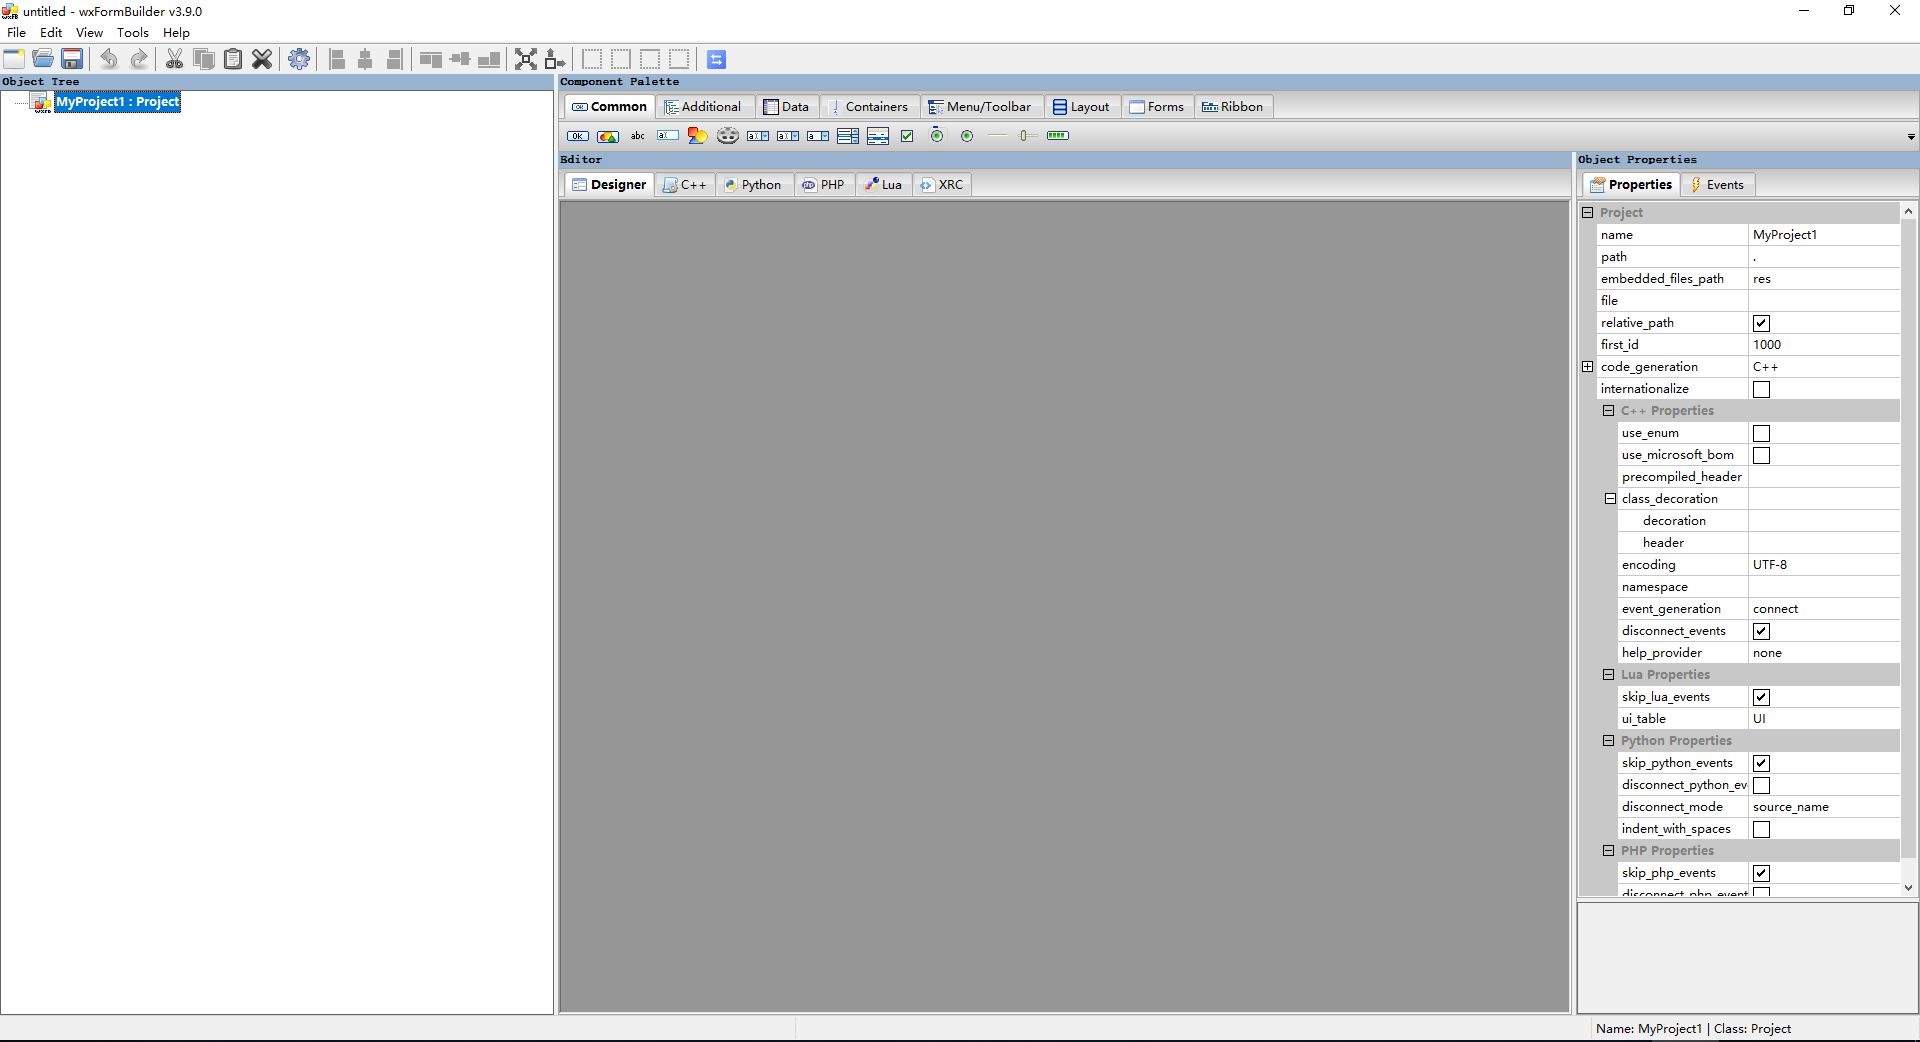 untitled - wxFormBuilder v3.9.0
File Edit View Tools Help
Object Tree
MyProject1 : Project
Component Palette
Common Additional Data Containers Menu/Toolbar Layout Forms Ribbon
Ok abc
Editor
Designer C++ Python PHP Lua XRC
Object Properties
Properties Events
Project
name MyProject1
path .
embedded_files_path res
file
relative_path
first_id 1000
code_generation C++
internationalize
C++ Properties
use_enum
use_microsoft_bom
precompiled_header
class_decoration
decoration
header
encoding UTF-8
namespace
event_generation connect
disconnect_events
help_provider none
Lua Properties
skip_lua_events
ui_table UI
Python Properties
skip_python_events
disconnect_python_ev
disconnect_mode source_name
indent_with_spaces
PHP Properties
skip_php_events
disconnect_php_event
Name: MyProject1 | Class: Project